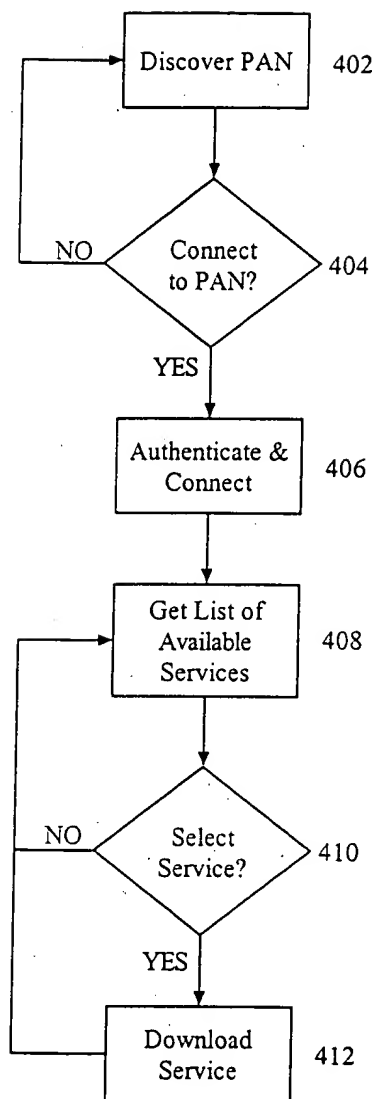 Discover PAN
402
NO
Connect
to PAN?
404
YES
Authenticate &
Connect
406
Get List of
Available
Services
408
NO
Select
Service?
410
YES
Download
Service
412